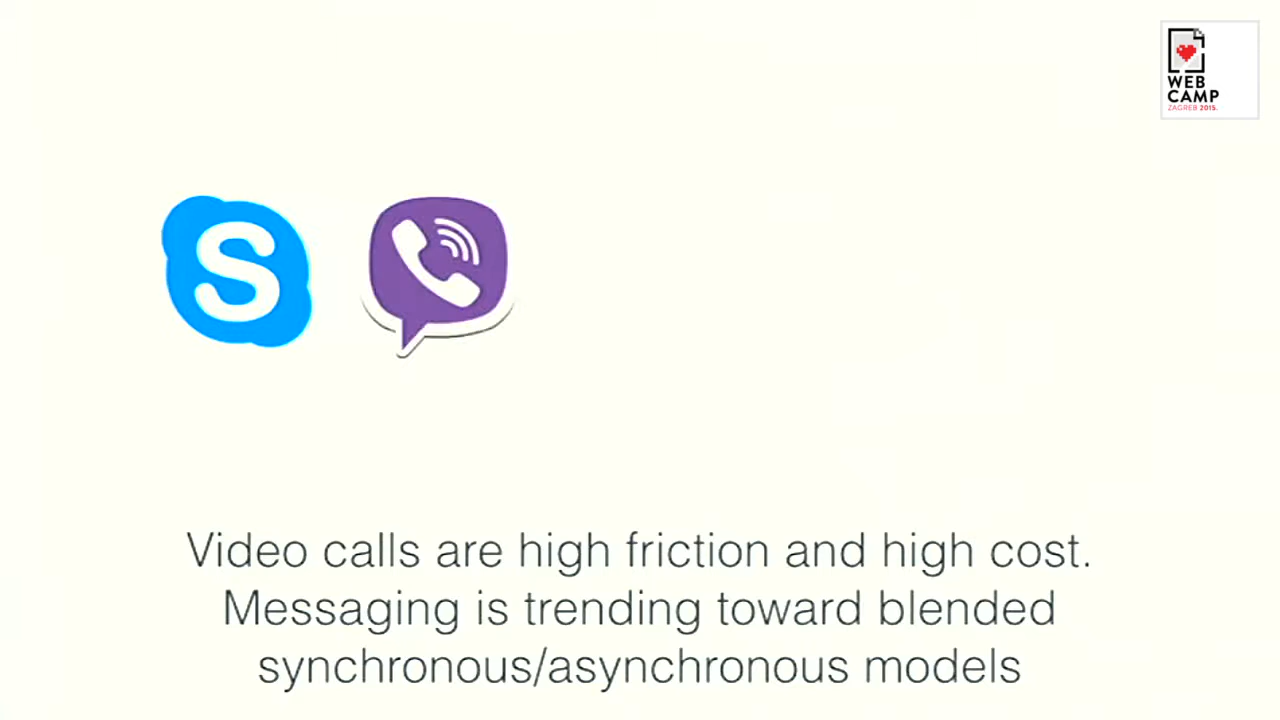 WEB
CAMP
ZAGREB 2015.
S
Video calls are high friction and high cost.
Messaging is trending toward blended
synchronous/asynchronous models